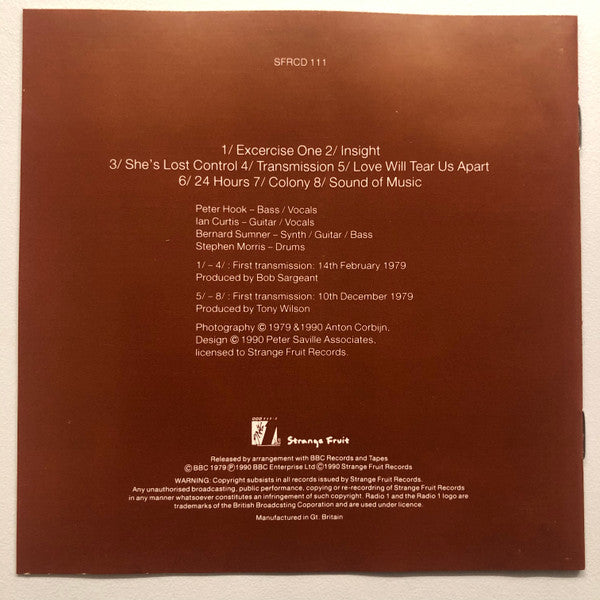 SFRCD 111
1/ Excercise One 2/ Insight
3/ She's Lost Control 4/ Transmission 5/ Love Will Tear Us Apart
6/ 24 Hours 7/ Colony 8/ Sound of Music
Peter Hook – Bass / Vocals
Ian Curtis – Guitar / Vocals
Bernard Sumner – Synth / Guitar / Bass
Stephen Morris – Drums
1/ – 4/ : First transmission: 14th February 1979
Produced by Bob Sargeant
5/ – 8/ : First transmission: 10th December 1979
Produced by Tony Wilson
Photography © 1979 & 1990 Anton Corbijn.
Design © 1990 Peter Saville Associates.
licensed to Strange Fruit Records.
Strange Fruit
Released by arrangement with BBC Records and Tapes
© BBC 1979 ℗ 1990 BBC Enterprise Ltd © 1990 Strange Fruit Records
WARNING: Copyright subsists in all records issued by Strange Fruit Records.
Any unauthorised broadcasting, public performance, copying or re-recording of Strange Fruit Records
in any manner whatsoever constitutes an infringement of such copyright. Radio 1 and the Radio 1 logo are
trademarks of the British Broadcasting Coporation and are used under licence.
Manufactured in Gt. Britain